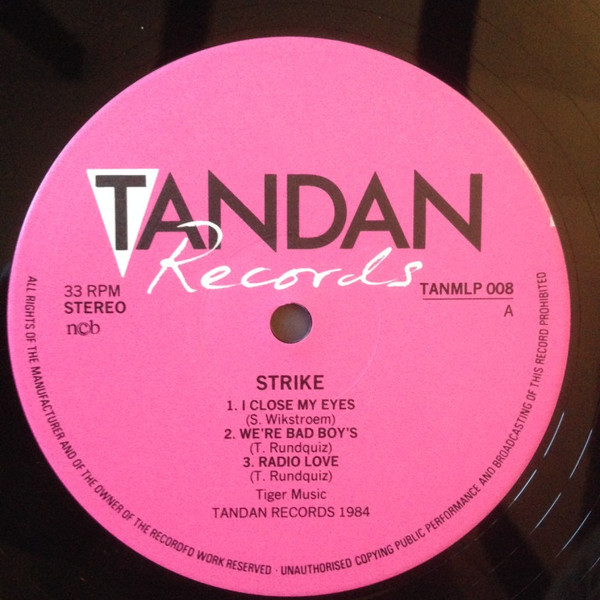 TANDAN
Records
33 RPM
STEREO
ncb
TANMLP 008
A
STRIKE
1. I CLOSE MY EYES
(S. Wikstroem)
2. WE'RE BAD BOY'S
(T. Rundquiz)
3. RADIO LOVE
(T. Rundquiz)
Tiger Music
TANDAN RECORDS 1984
ALL RIGHTS OF THE MANUFACTURER AND OF THE OWNER OF THE RECORDED WORK RESERVED · UNAUTHORISED COPYING PUBLIC PERFORMANCE AND BROADCASTING OF THIS RECORD PROHIBITED